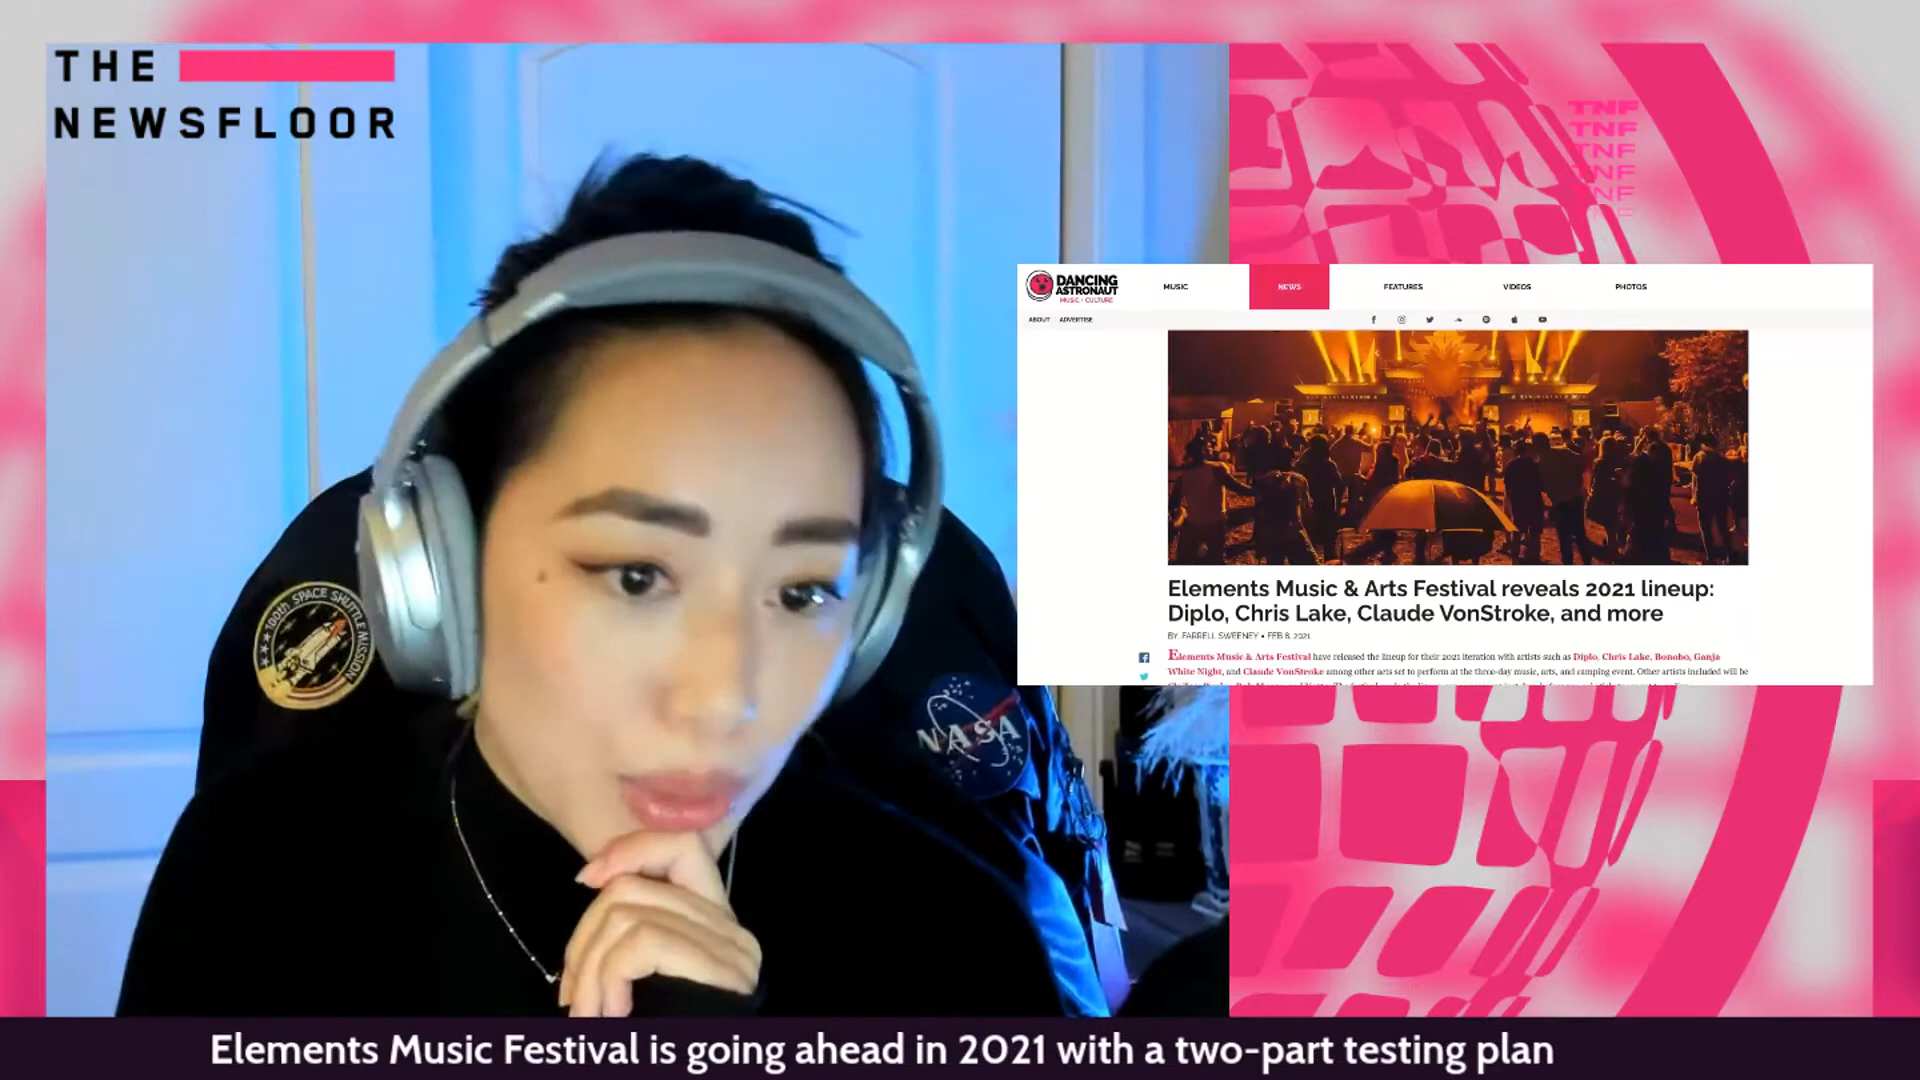 THE
NEWSFLOOR
TNF
TNF
TNF
TNF
TNF
DANCING
ASTRONAUT
MUSIC + CULTURE
MUSIC
NEWS
FEATURES
VIDEOS
PHOTOS
ABOUT
ADVERTISE
Elements Music & Arts Festival reveals 2021 lineup:
Diplo, Chris Lake, Claude VonStroke, and more
BY: FARRELL SWEENEY • FEB 8, 2021
Elements Music & Arts Festival have released the lineup for their 2021 iteration with artists such as Diplo, Chris Lake, Bonobo, Ganja
White Night, and Claude VonStroke among other acts set to perform at the three-day music, arts, and camping event. Other artists included will be
100th SPACE SHUTTLE MISSION
NASA
Elements Music Festival is going ahead in 2021 with a two-part testing plan